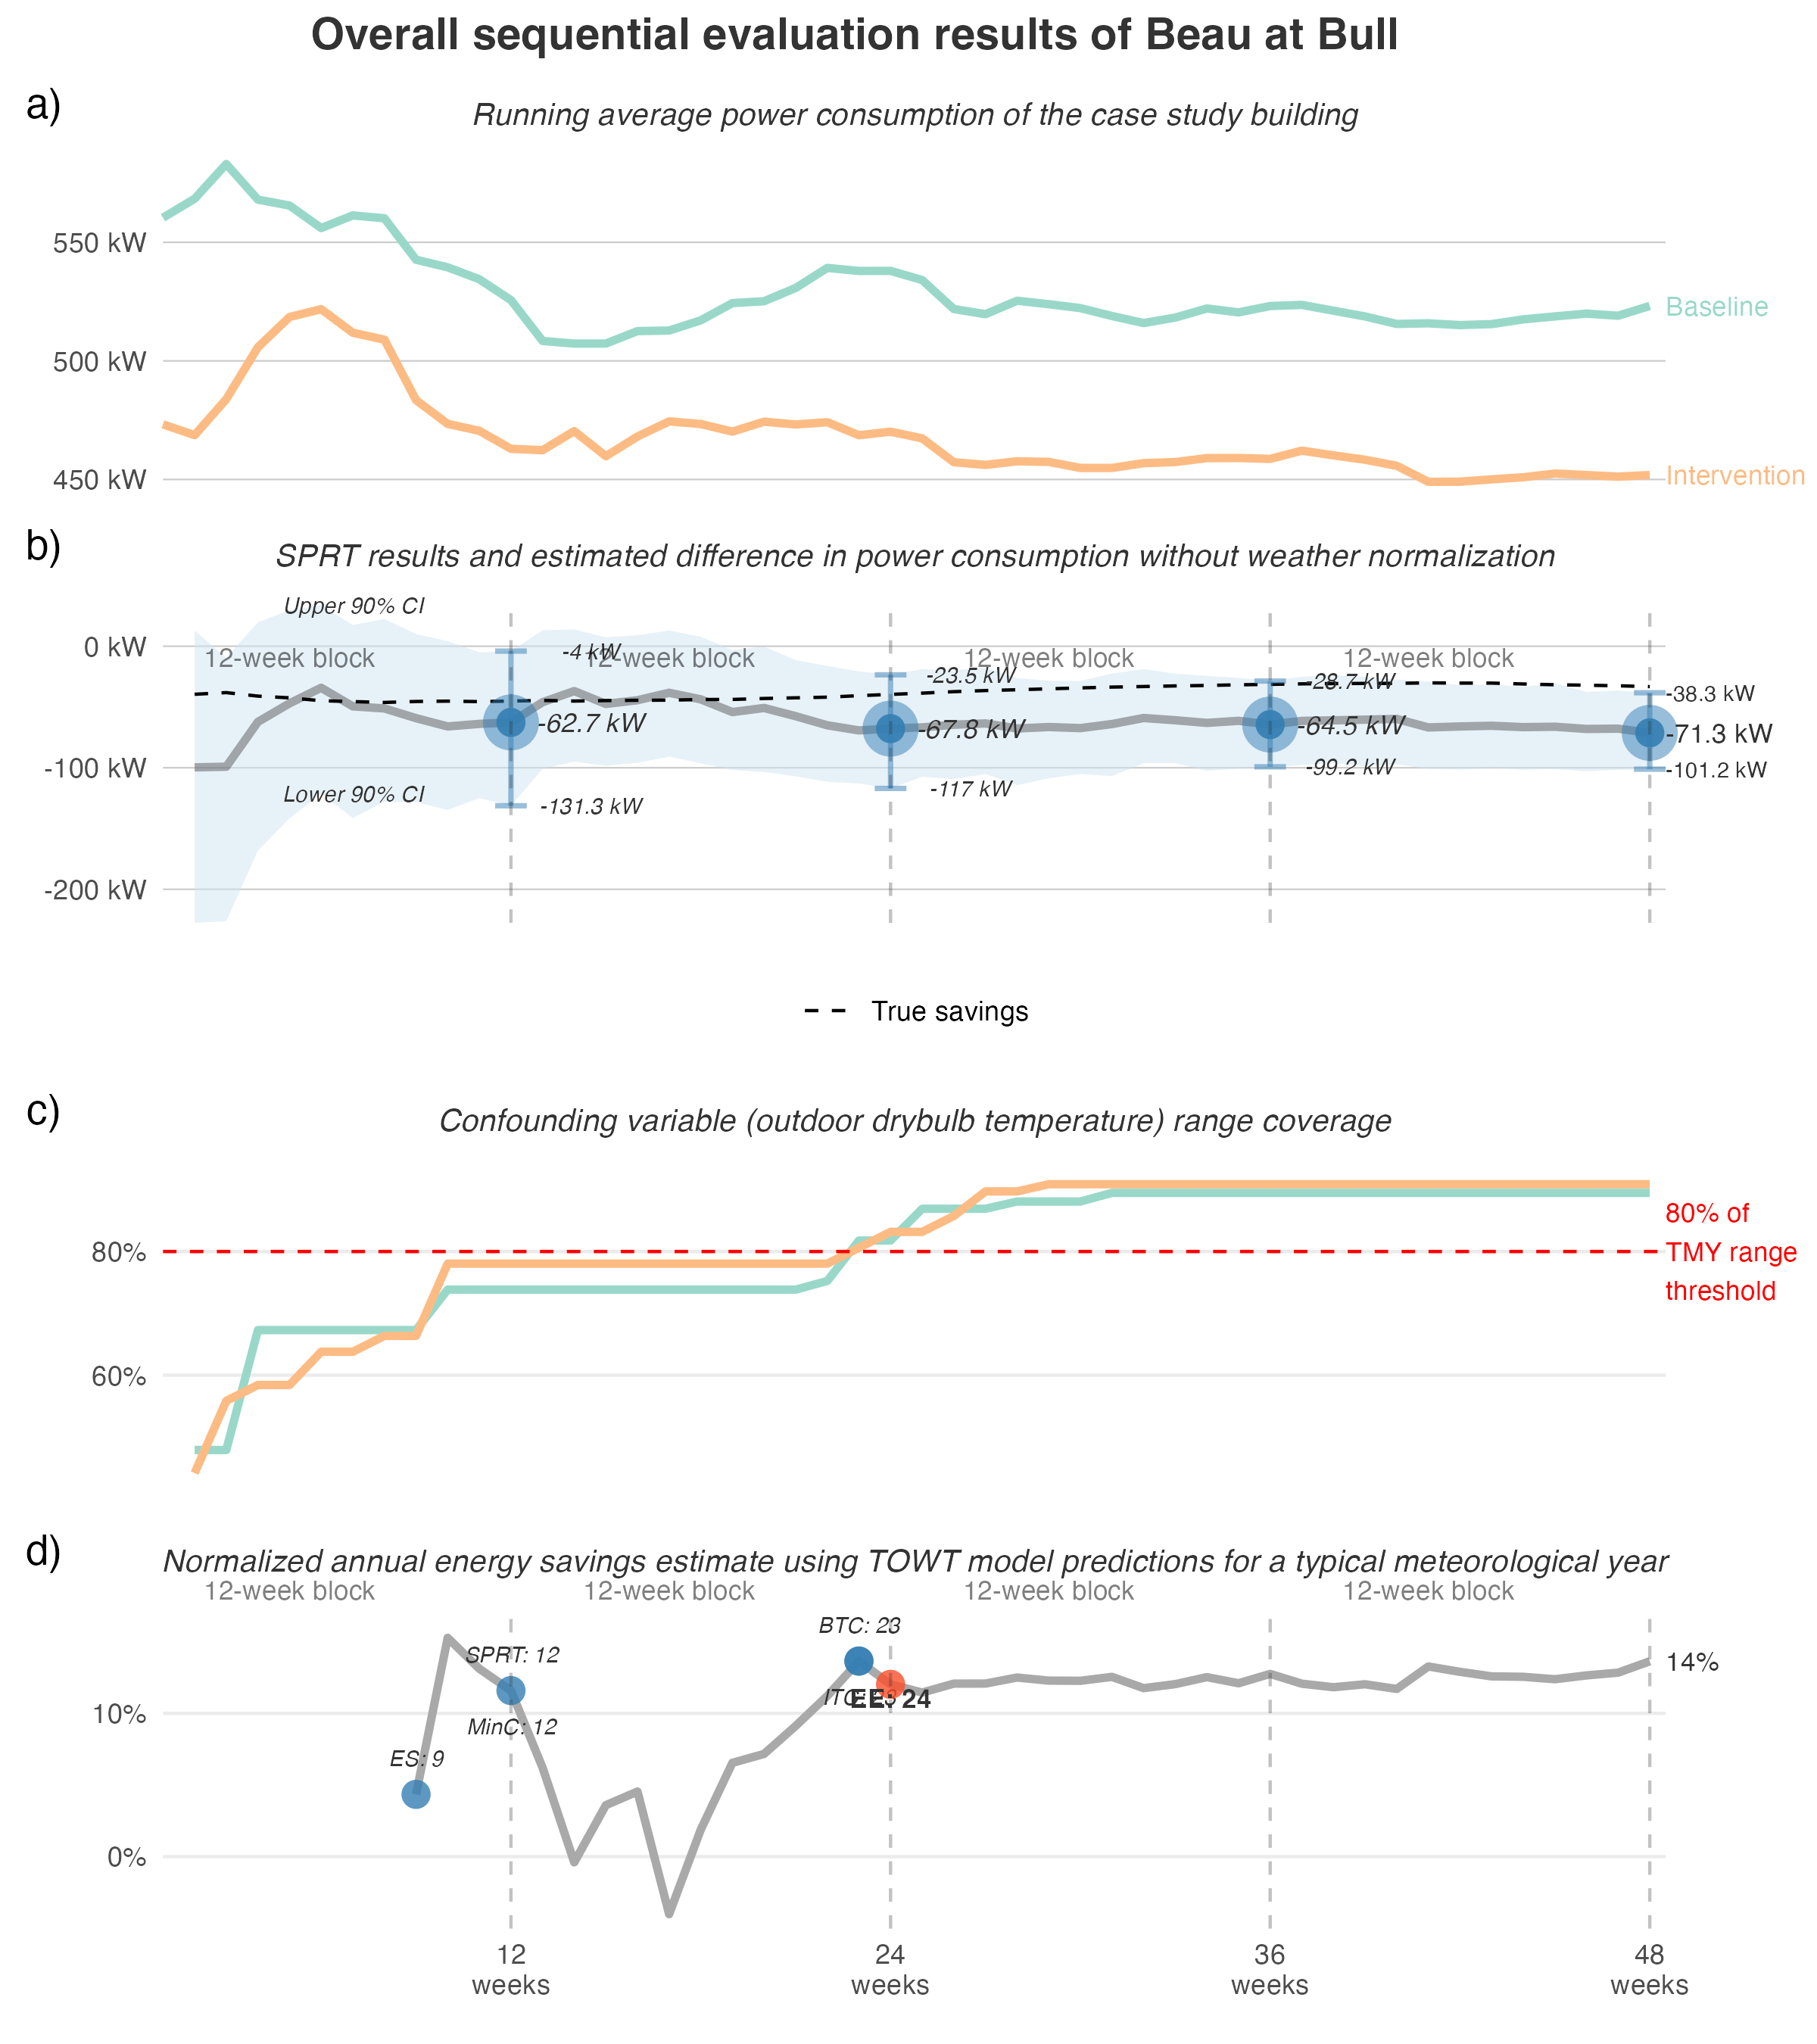 Overall sequential evaluation results of Beau at Bull
a)
Running average power consumption of the case study building
550 kW
500 kW
450 kW
Baseline
Intervention
b)
SPRT results and estimated difference in power consumption without weather normalization
Upper 90% CI
0 kW
12-week block
-4 kW
12-week block
-23.5 kW
12-week block
-28.7 kW
12-week block
-38.3 kW
-62.7 kW
-67.8 kW
-64.5 kW
-71.3 kW
-100 kW
Lower 90% CI
-131.3 kW
-117 kW
-99.2 kW
-101.2 kW
-200 kW
True savings
c)
Confounding variable (outdoor drybulb temperature) range coverage
80%
60%
80% of
TMY range
threshold
d)
Normalized annual energy savings estimate using TOWT model predictions for a typical meteorological year
12-week block
12-week block
12-week block
12-week block
BTC: 23
SPRT: 12
14%
ITC: 23
EE: 24
10%
MinC: 12
ES: 9
0%
12
weeks
24
weeks
36
weeks
48
weeks